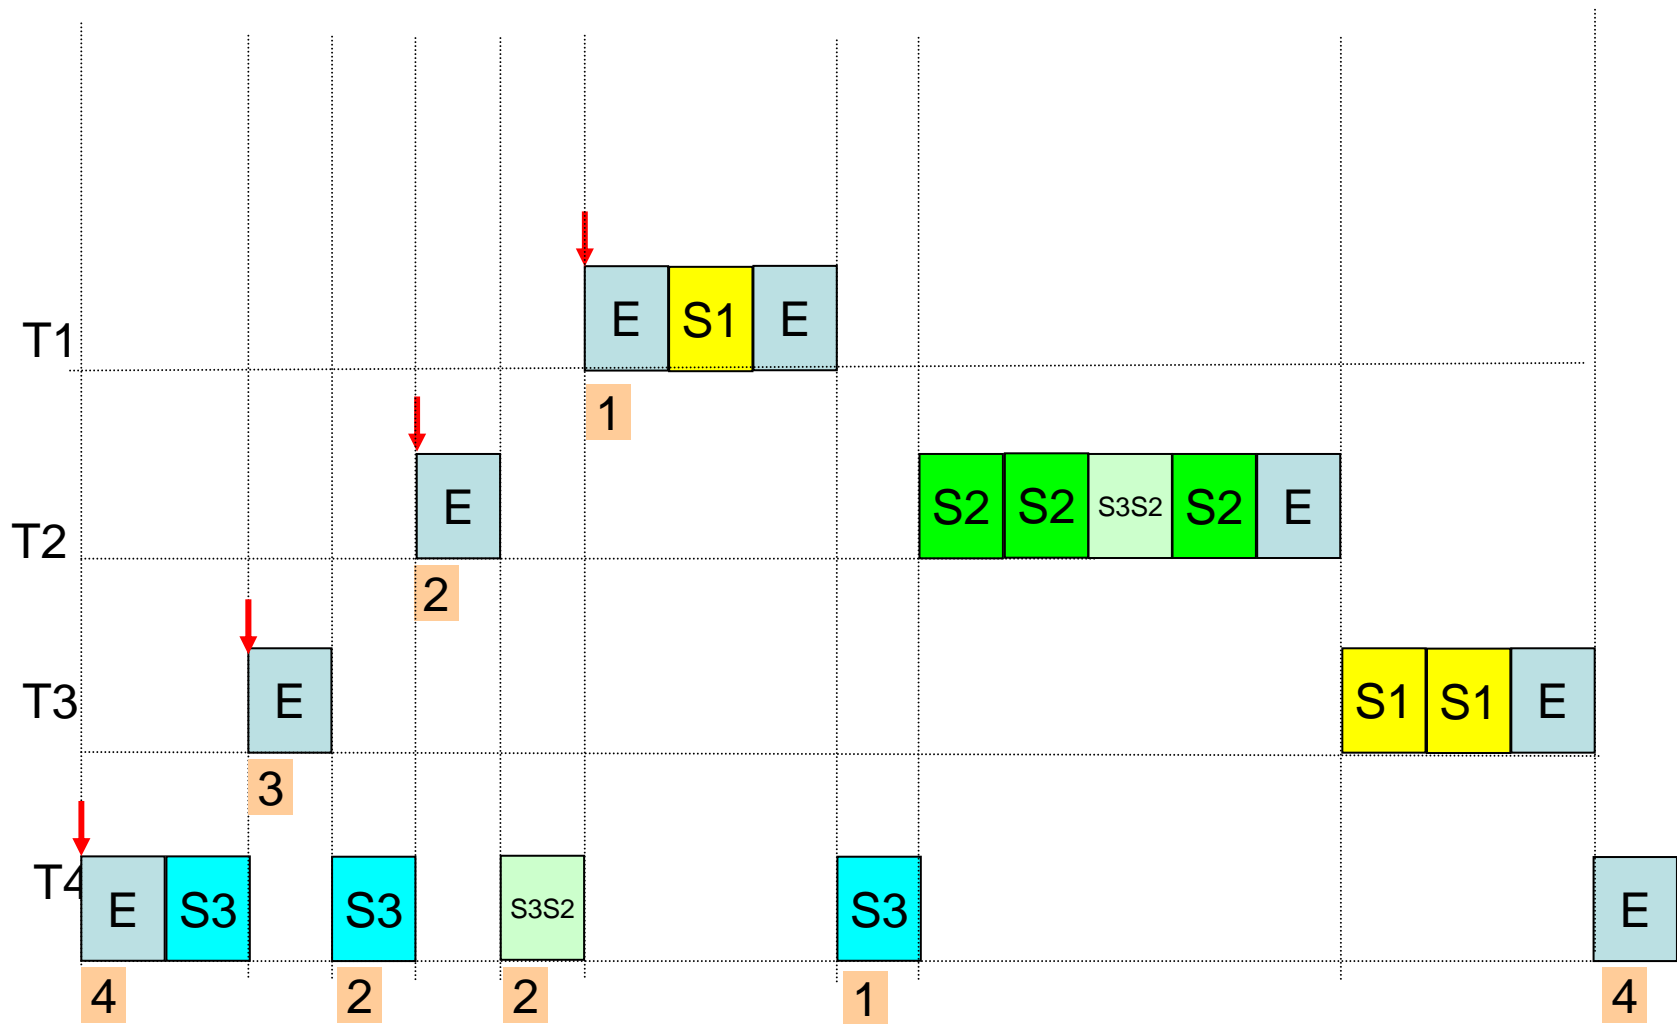 T1 E S1 E
1
T2 E S2 S2 S3S2 S2 E
2
T3 E S1 S1 E
3
T4 E S3 S3 S3S2 S3 E
4 2 2 1 4